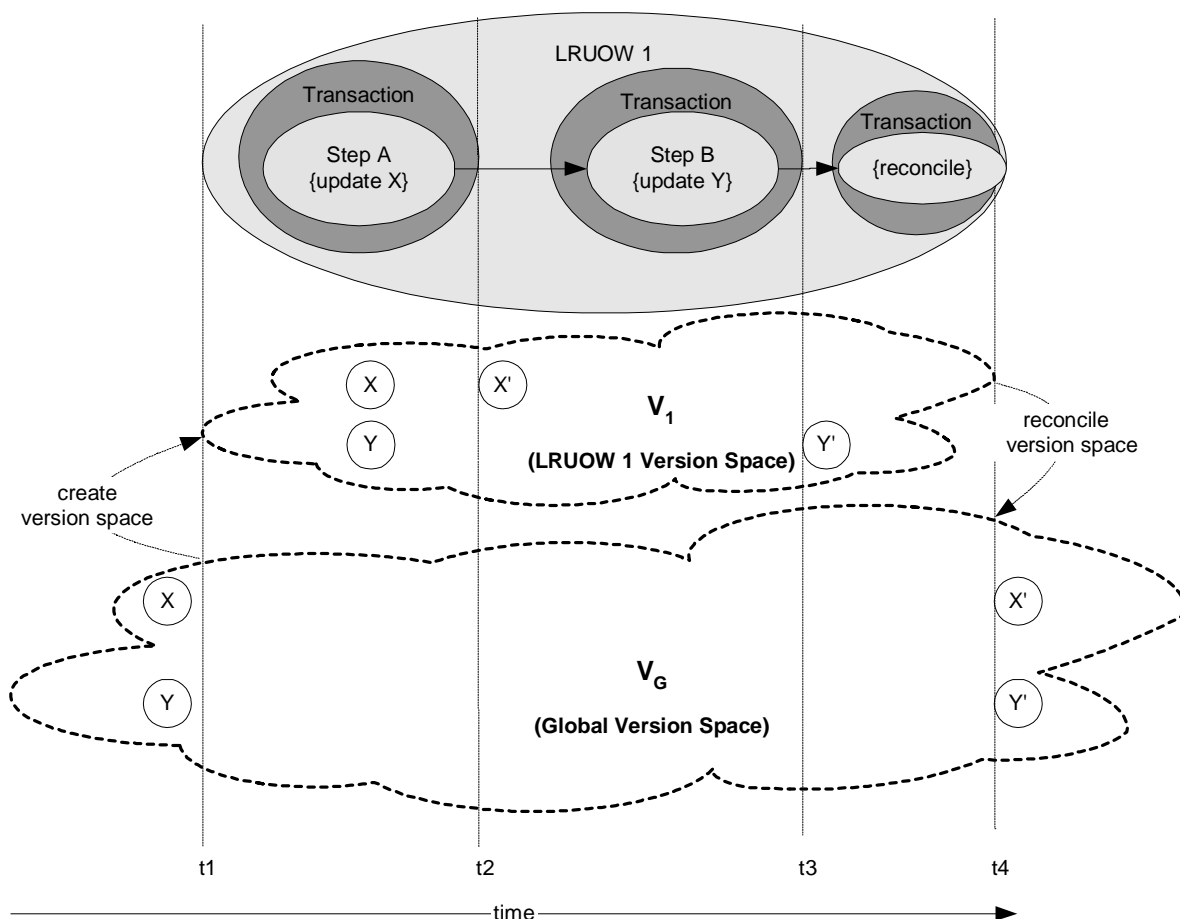 LRUOW 1
Transaction
Transaction
Transaction
Step A
{update X}
Step B
{update Y}
{reconcile}
X
X'
V1
Y
(LRUOW 1 Version Space)
Y'
reconcile
version space
create
version space
X
X'
VG
Y
(Global Version Space)
Y'
t1
t2
t3
t4
time